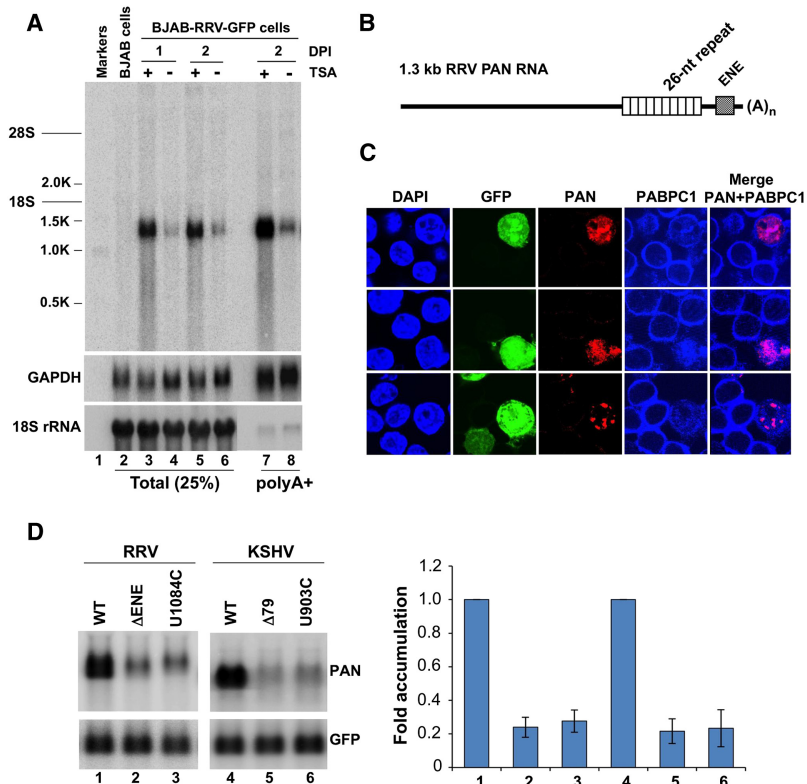 A
BJAB-RRV-GFP cells
Markers
BJAB cells
1 2 2 DPI
+ - + - + - TSA
28S
2.0K
18S
1.5K
1.0K
0.5K
GAPDH
18S rRNA
1 2 3 4 5 6 7 8
Total (25%) polyA+
B
1.3 kb RRV PAN RNA
26-nt repeat
ENE
(A)n
C
DAPI GFP PAN PABPC1 Merge PAN+PABPC1
D
RRV KSHV
WT ΔENE U1084C WT Δ79 U903C
PAN
GFP
1 2 3 4 5 6
Fold accumulation
1.2
1.0
0.8
0.6
0.4
0.2
0
1 2 3 4 5 6